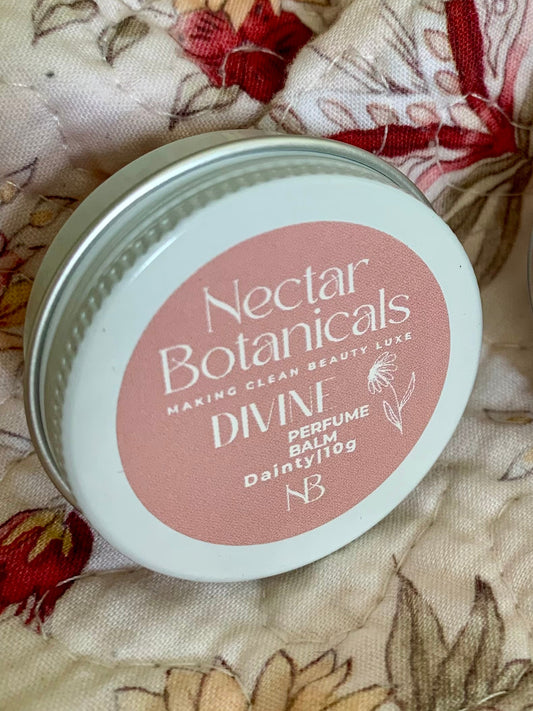 Nectar
Botanicals
MAKING CLEAN BEAUTY LUXE
DIVINE
PERFUME
BALM
Dainty|10g
NB